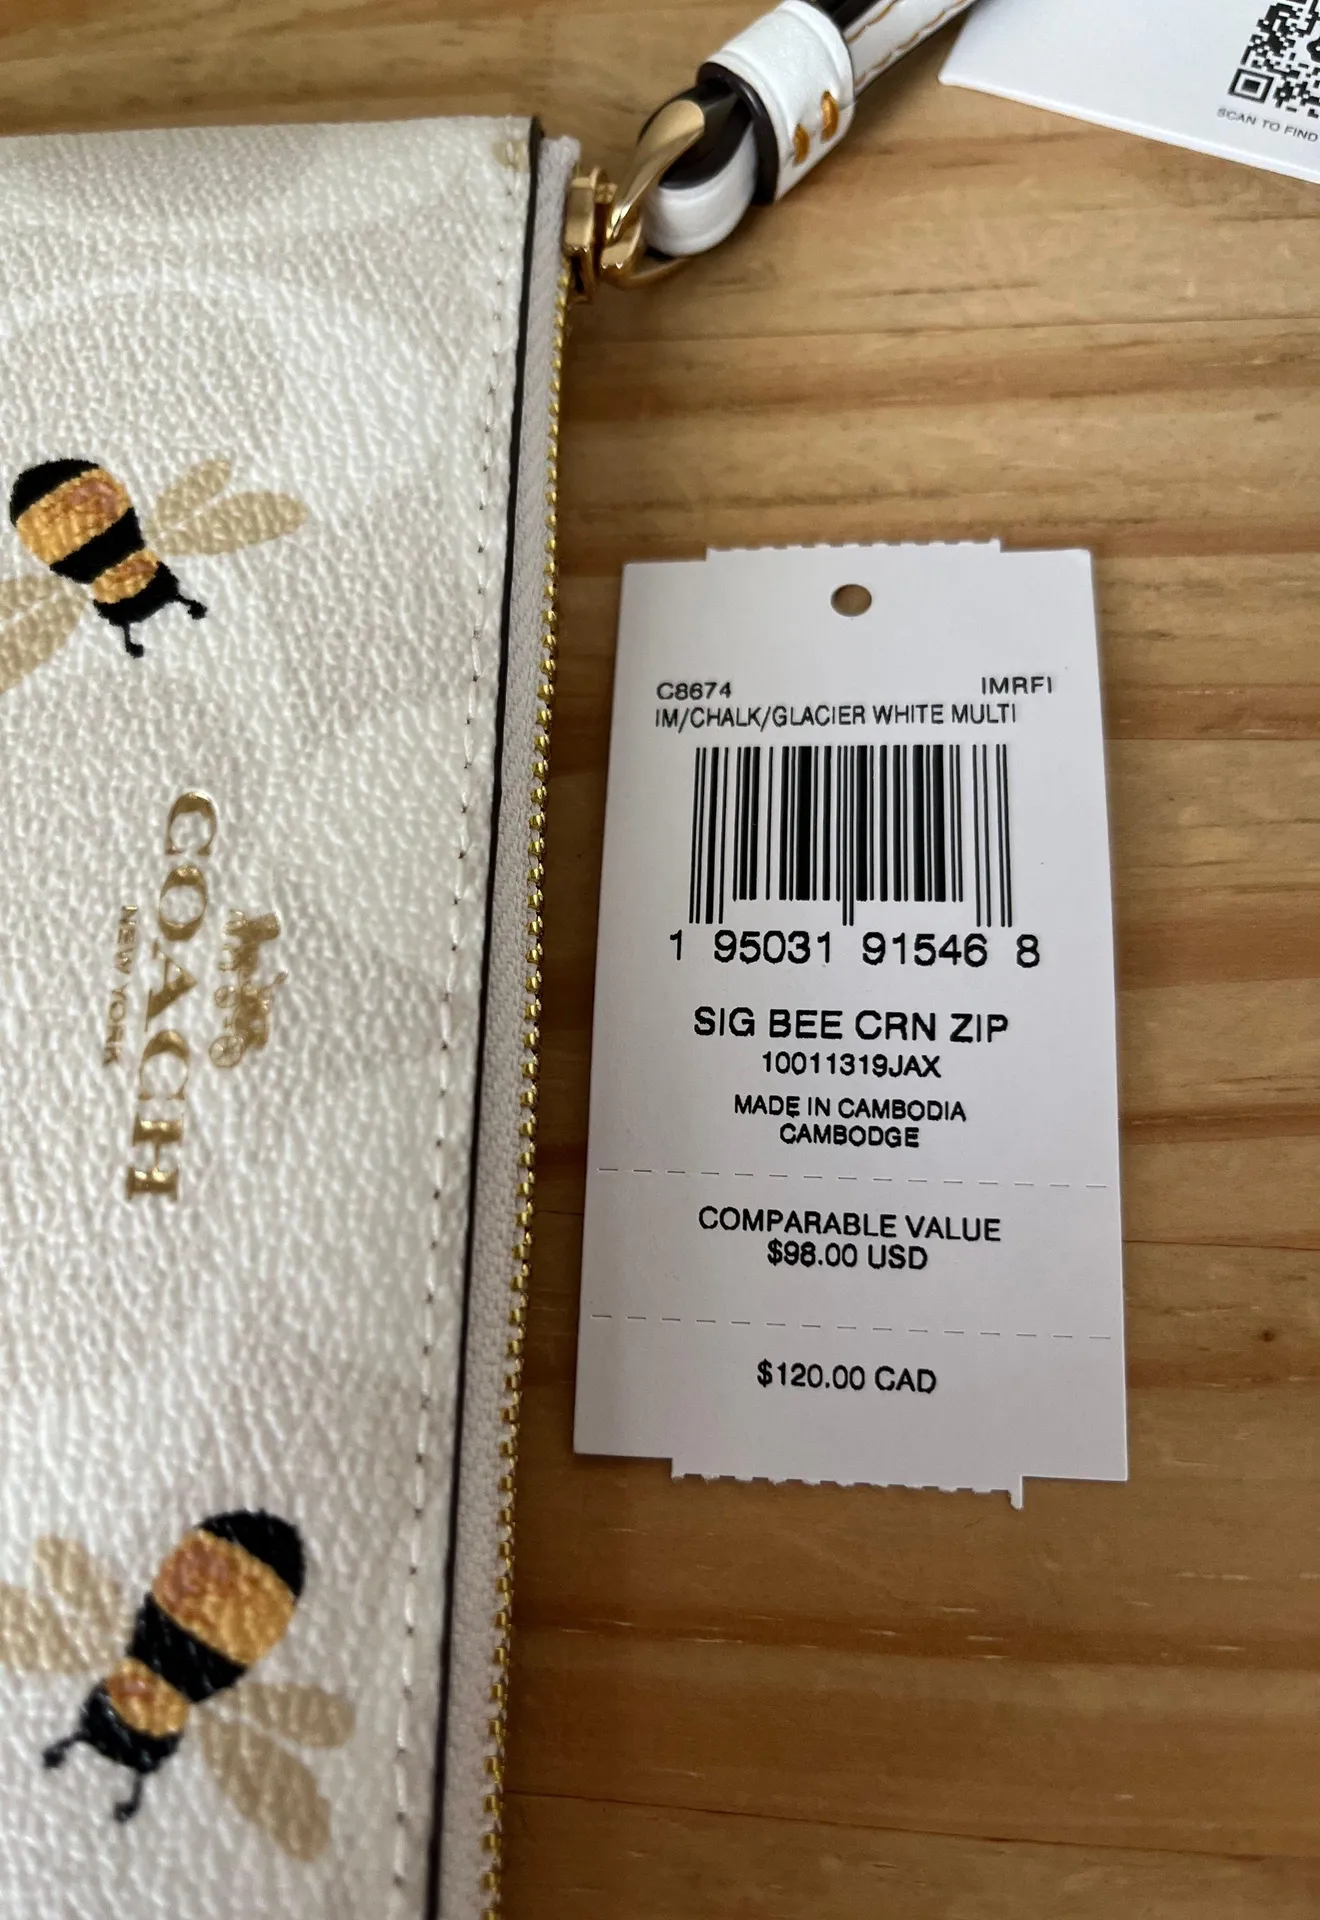 SCAN TO FIND
C8674 IMRFI
IM/CHALK/GLACIER WHITE MULTI
1 95031 91546 8
SIG BEE CRN ZIP
10011319JAX
MADE IN CAMBODIA
CAMBODGE
COMPARABLE VALUE
$98.00 USD
$120.00 CAD
COACH
NEW YORK